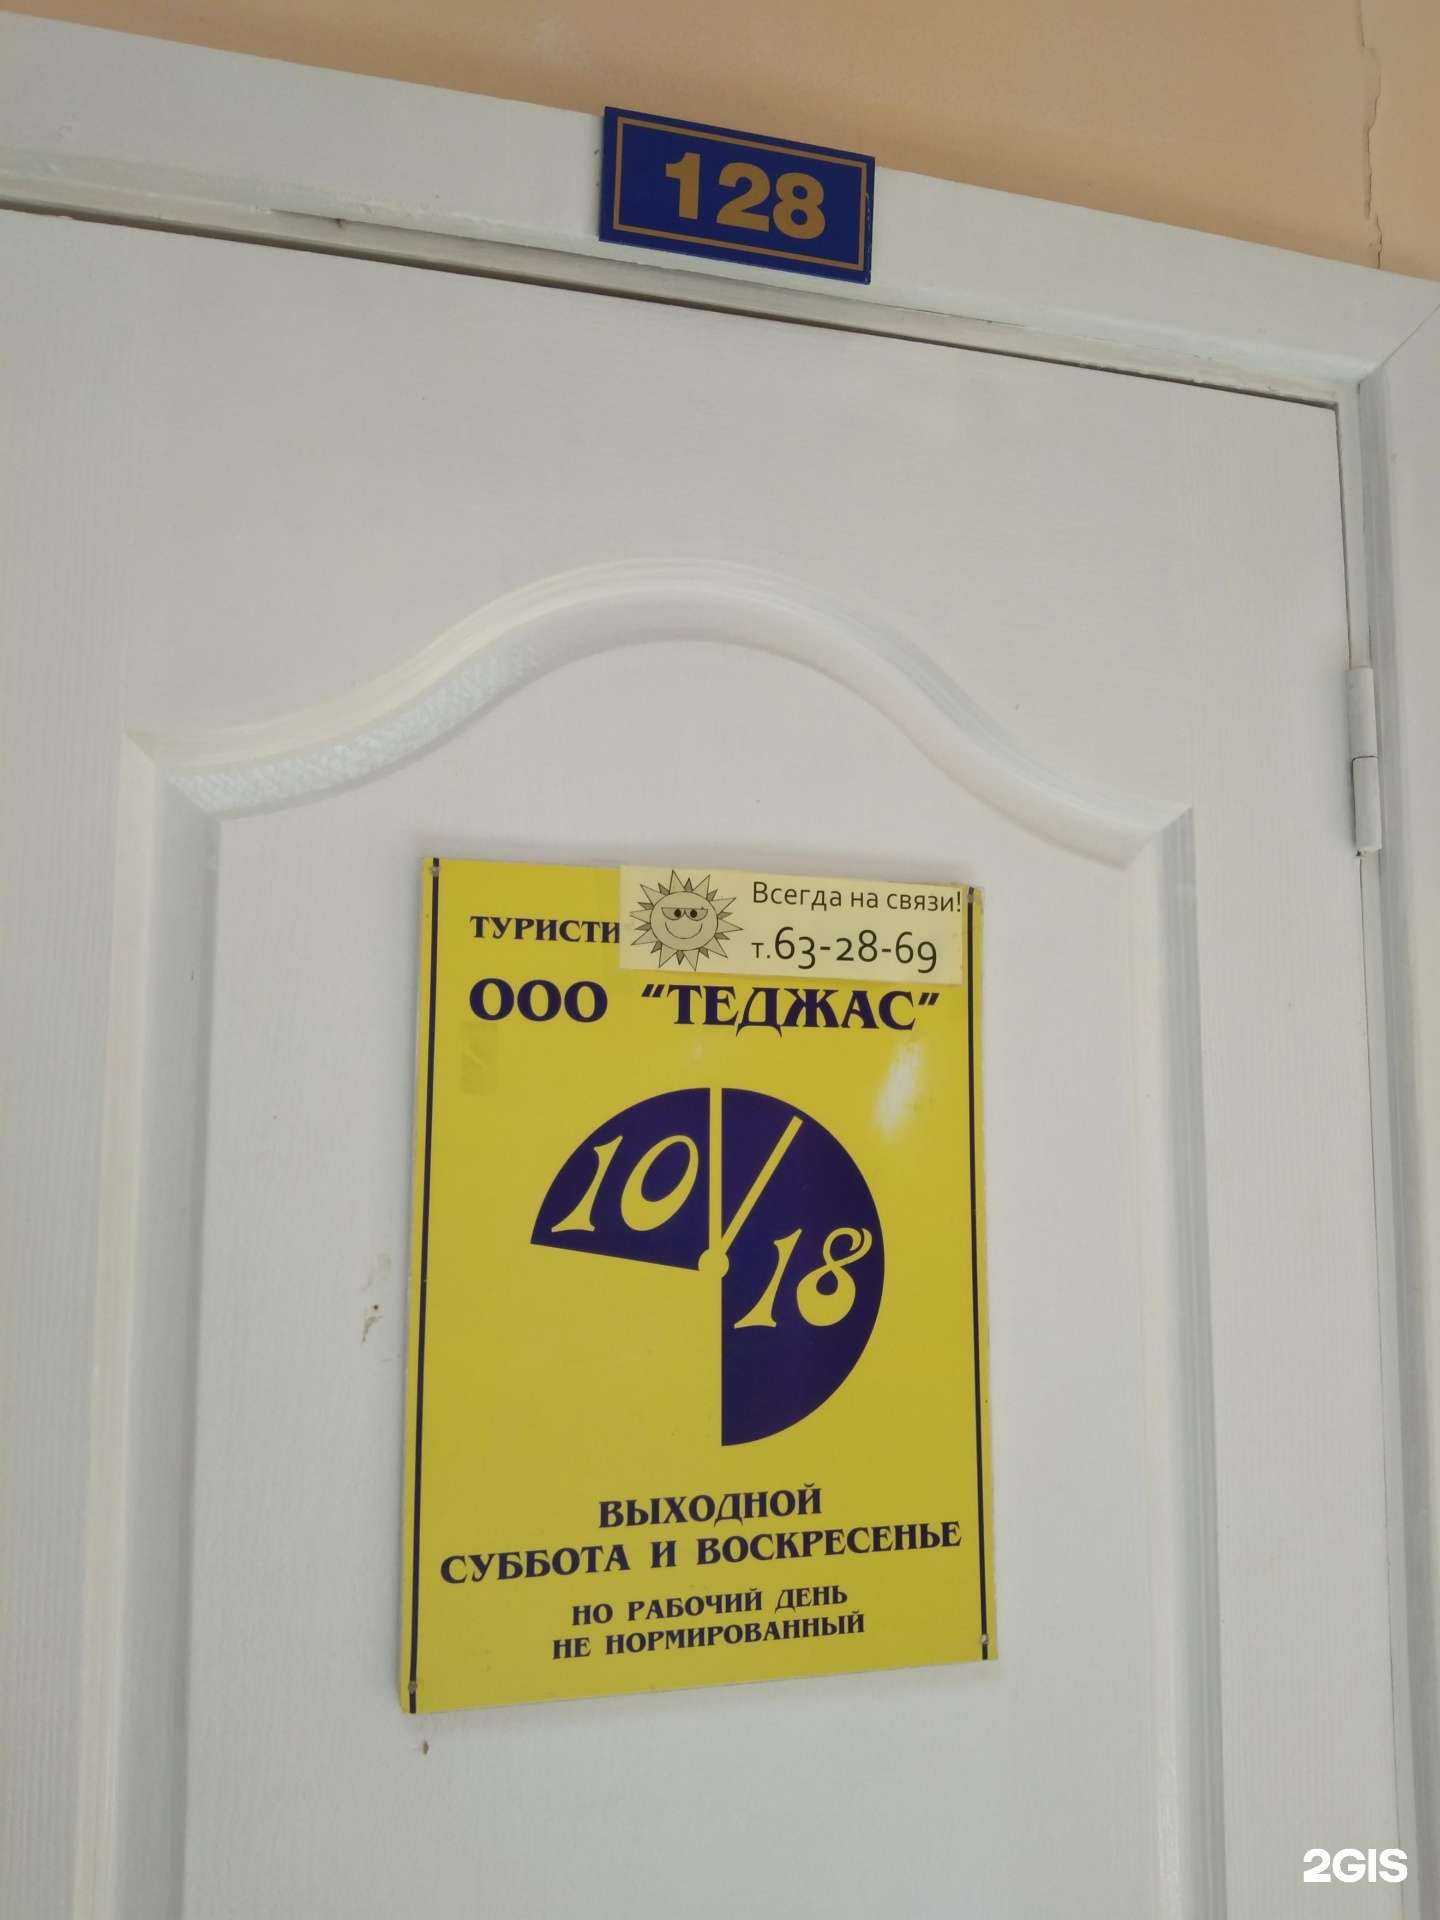 128
Всегда на связи!
т.63-28-69
ТУРИСТИ
ООО "ТЕДЖАС"
10
18
ВЫХОДНОЙ
СУББОТА И ВОСКРЕСЕНЬЕ
НО РАБОЧИЙ ДЕНЬ
НЕ НОРМИРОВАННЫЙ
2GIS